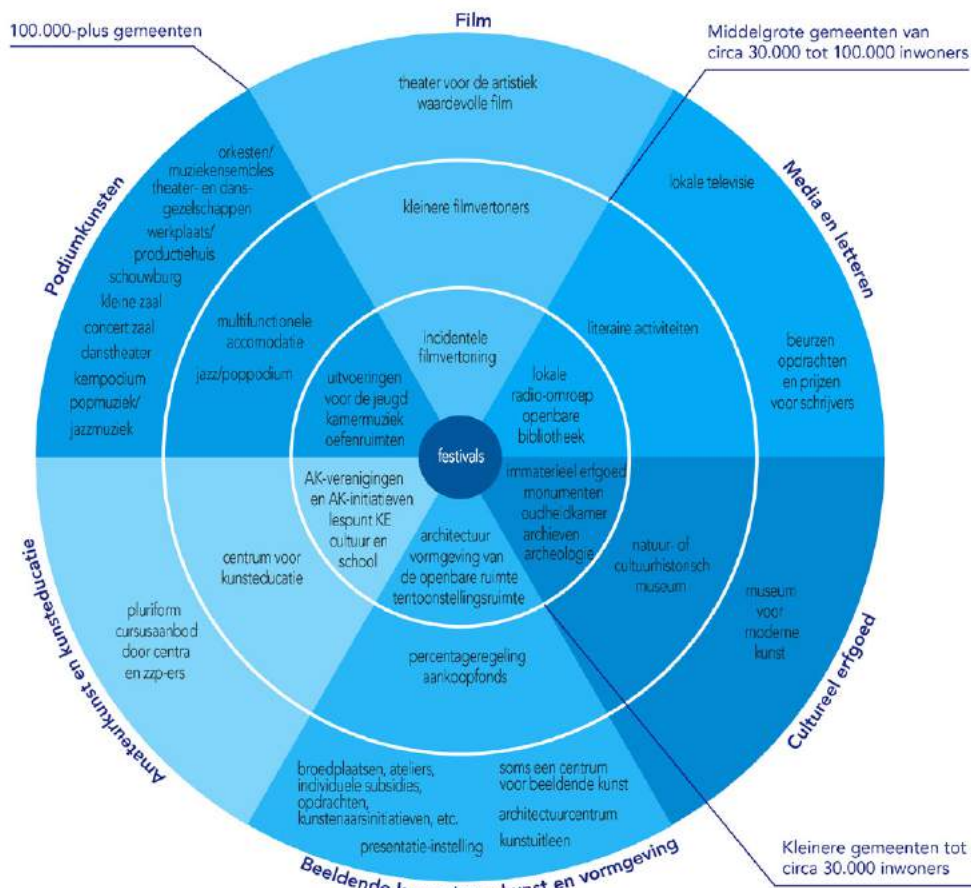 100.000-plus gemeenten
Film
Middelgrote gemeenten van
circa 30.000 tot 100.000 inwoners
theater voor de artistiek
waardevolle film
kleinere filmvertoners
incidentele
filmvertoning
Media en letteren
lokale televisie
literaire activiteiten
beurzen
opdrachten
en prijzen
voor schrijvers
lokale
radio-omroep
openbare
bibliotheek
Podiumkunsten
orkesten/
muziekensembles
theater- en dans-
gezelschappen
werkplaats/
productiehuis
schouwburg
kleine zaal
concert zaal
danstheater
kempodium
popmuziek/
jazzmuziek
multifunctionele
accomodatie
jazz/poppodium
uitvoeringen
voor de jeugd
kamermuziek
oefenruimten
festivals
Amateurkunst en kunsteducatie
AK-verenigingen
en AK-initiatieven
lespunt KE
cultuur en
school
centrum voor
kunsteducatie
pluriform
cursusaanbod
door centra
en zzp-ers
immaterieel erfgoed
monumenten
oudheidkamer
archieven
archeologie
natuur- of
cultuurhistorisch
museum
museum
voor
moderne
kunst
Cultureel erfgoed
architectuur
vormgeving van
de openbare ruimte
tentoonstellingsruimte
percentageregeling
aankoopfonds
broedplaatsen, ateliers,
individuele subsidies,
opdrachten,
kunstenaarsinitiatieven, etc.
presentatie-instelling
soms een centrum
voor beeldende kunst
architectuurcentrum
kunstuitleen
Beeldende kunst en vormgeving
Kleinere gemeenten tot
circa 30.000 inwoners